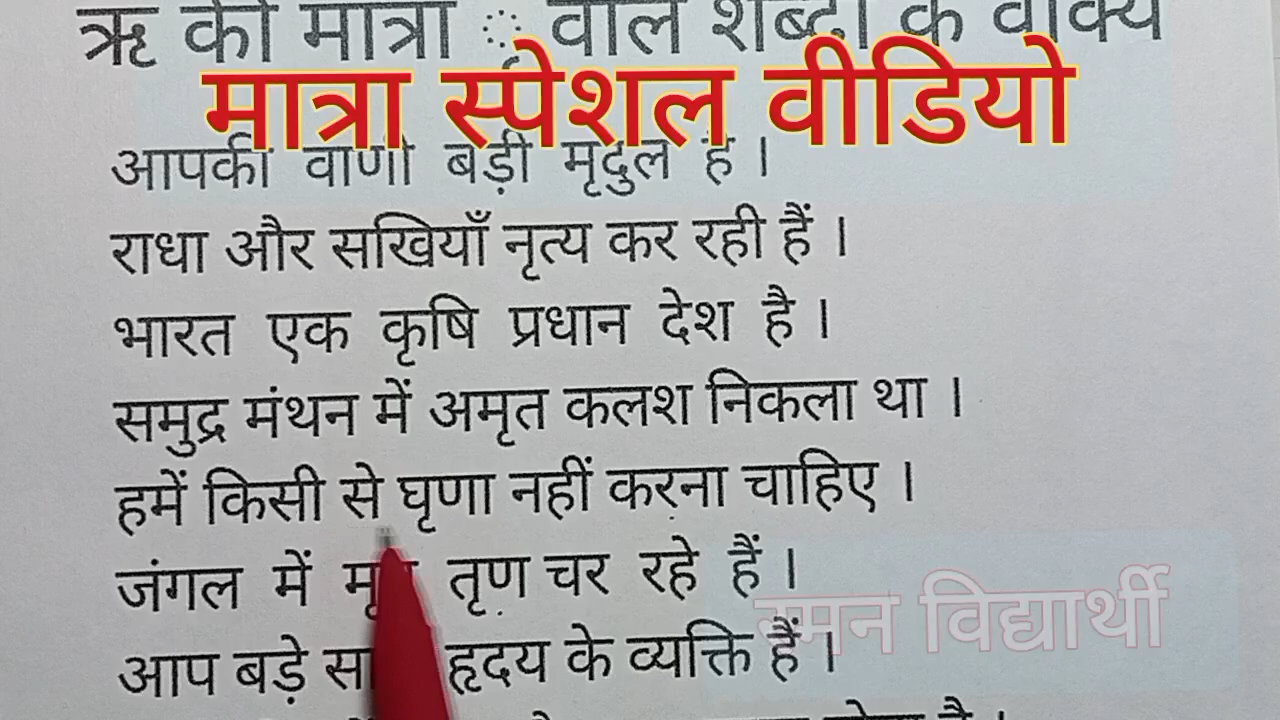 ऋ की मात्रा ृ वाले शब्दों के वाक्य
मात्रा स्पेशल वीडियो
आपकी वाणी बड़ी मृदुल है ।
राधा और सखियाँ नृत्य कर रही हैं ।
भारत एक कृषि प्रधान देश है ।
समुद्र मंथन में अमृत कलश निकला था ।
हमें किसी से घृणा नहीं करना चाहिए ।
जंगल में तृण चर रहे हैं ।
आप बड़े हृदय के व्यक्ति हैं ।
विद्यार्थी